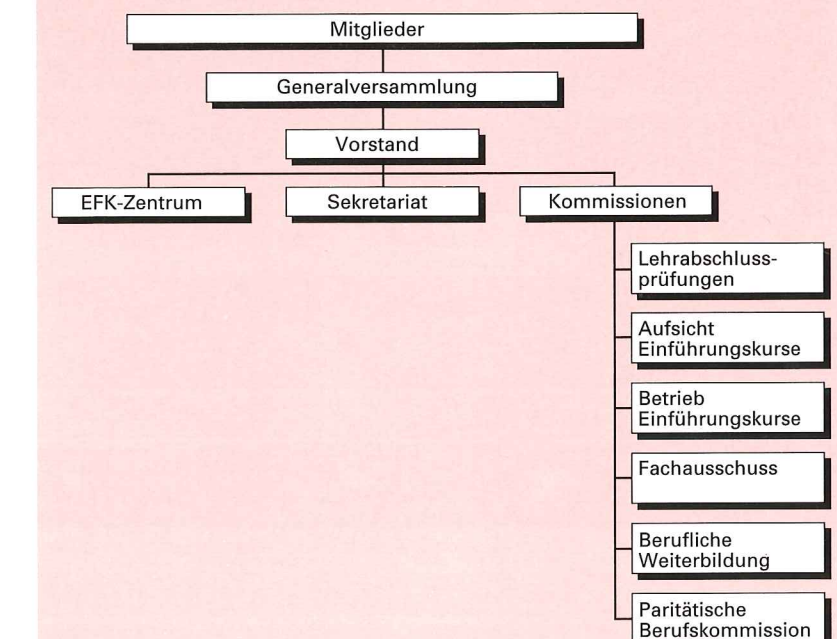 Mitglieder
Generalversammlung
Vorstand
EFK-Zentrum
Sekretariat
Kommissionen
Lehrabschluss-
prüfungen
Aufsicht
Einführungskurse
Betrieb
Einführungskurse
Fachausschuss
Berufliche
Weiterbildung
Paritätische
Berufskommission